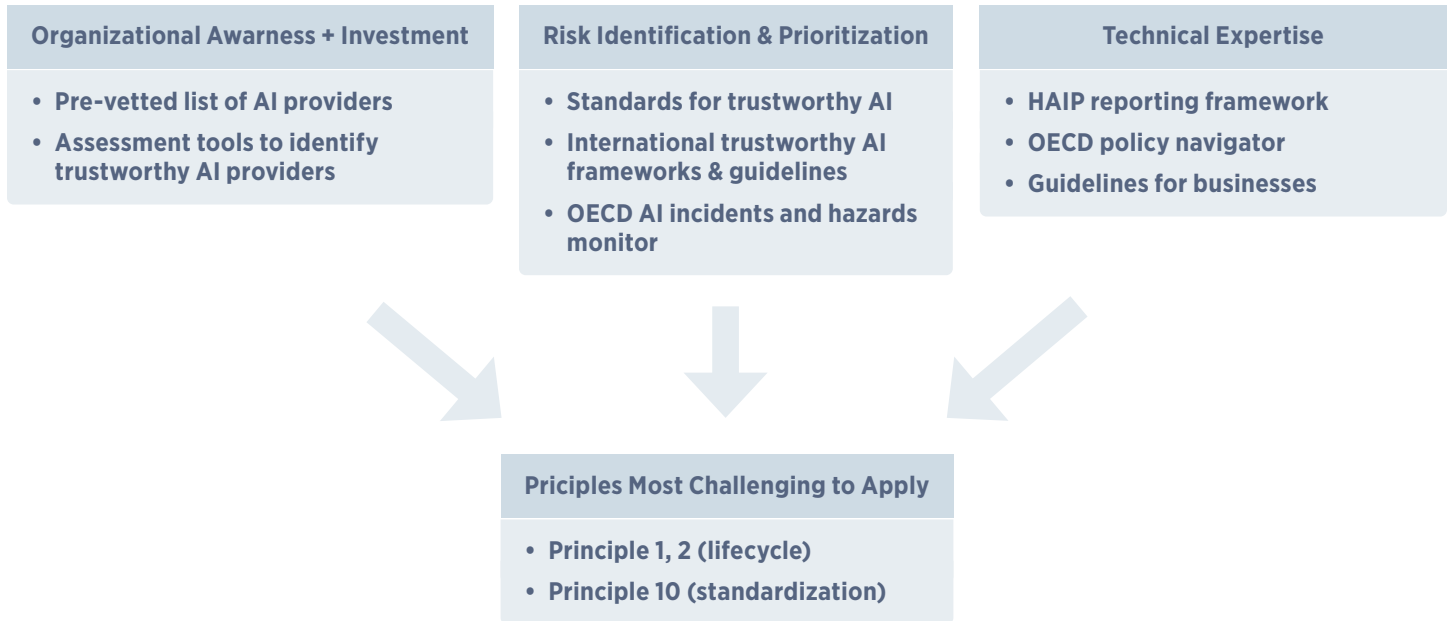 Organizational Awarness + Investment
• Pre-vetted list of AI providers
• Assessment tools to identify
trustworthy AI providers
Risk Identification & Prioritization
• Standards for trustworthy AI
• International trustworthy AI
frameworks & guidelines
• OECD AI incidents and hazards
monitor
Technical Expertise
• HAIP reporting framework
• OECD policy navigator
• Guidelines for businesses
Priciples Most Challenging to Apply
• Principle 1, 2 (lifecycle)
• Principle 10 (standardization)